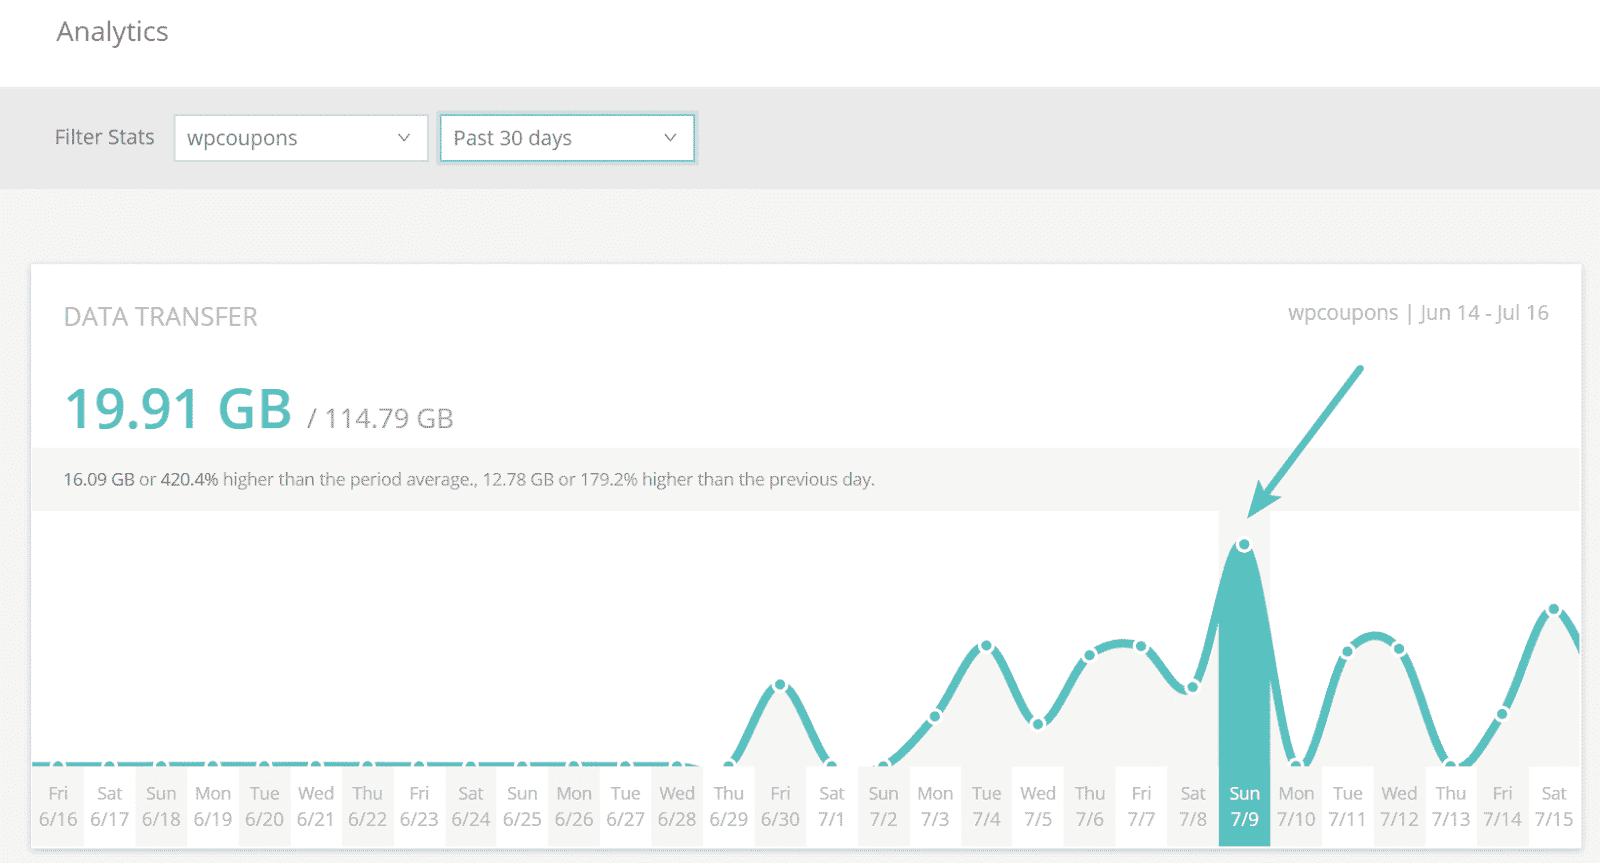 Analytics
Filter Stats wpcoupons Past 30 days
DATA TRANSFER wpcoupons | Jun 14 - Jul 16
19.91 GB / 114.79 GB
16.09 GB or 420.4% higher than the period average., 12.78 GB or 179.2% higher than the previous day.
Fri Sat Sun Mon Tue Wed Thu Fri Sat Sun Mon Tue Wed Thu Fri Sat Sun Mon Tue Wed Thu Fri Sat Sun Mon Tue Wed Thu Fri Sat
6/16 6/17 6/18 6/19 6/20 6/21 6/22 6/23 6/24 6/25 6/26 6/27 6/28 6/29 6/30 7/1 7/2 7/3 7/4 7/5 7/6 7/7 7/8 7/9 7/10 7/11 7/12 7/13 7/14 7/15